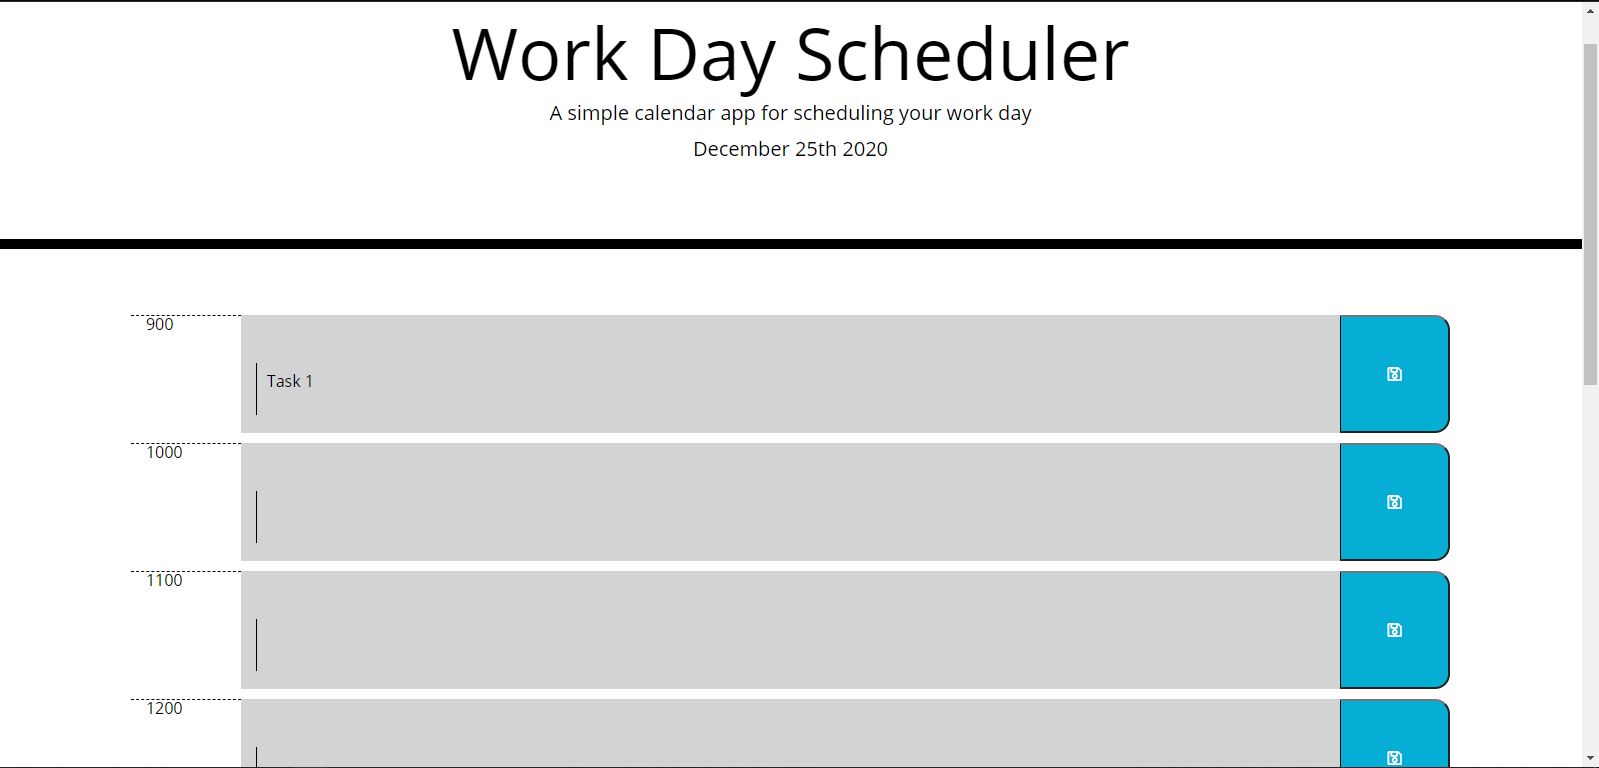 Work Day Scheduler
A simple calendar app for scheduling your work day
December 25th 2020
900
Task 1
1000
1100
1200